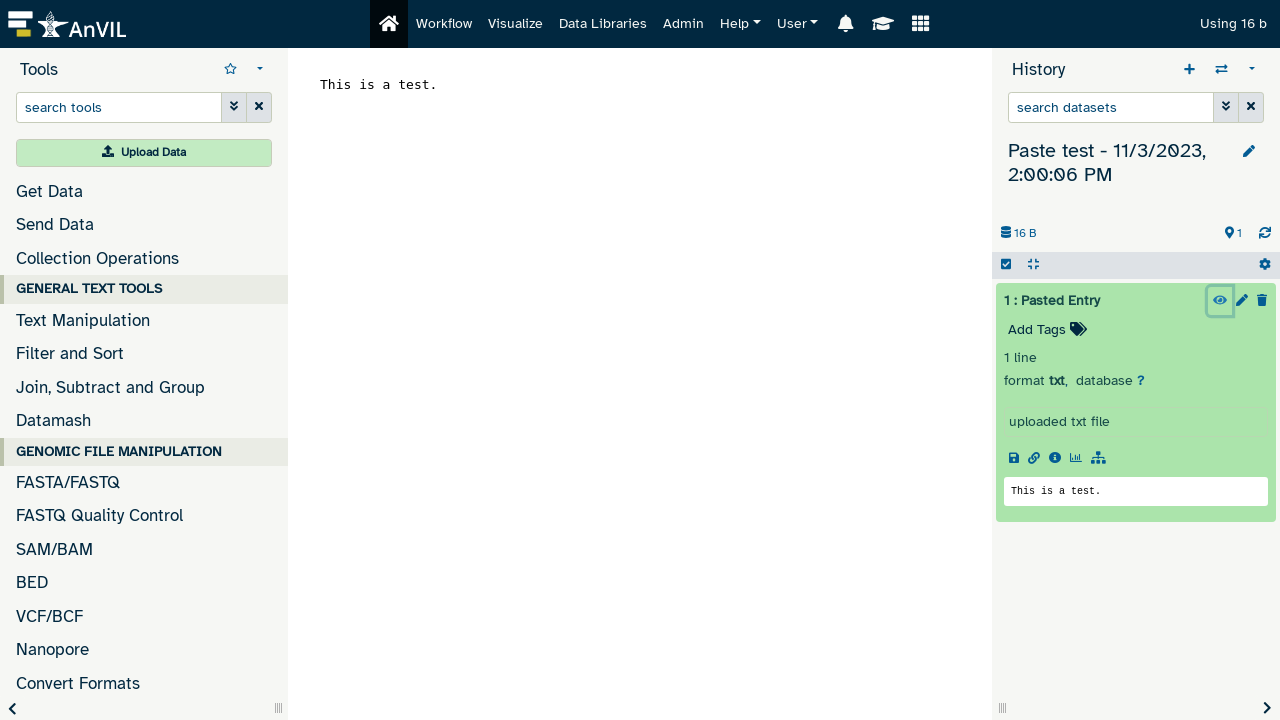 AnVIL
Workflow Visualize Data Libraries Admin Help User
Using 16 b
Tools
search tools
Upload Data
Get Data
Send Data
Collection Operations
GENERAL TEXT TOOLS
Text Manipulation
Filter and Sort
Join, Subtract and Group
Datamash
GENOMIC FILE MANIPULATION
FASTA/FASTQ
FASTQ Quality Control
SAM/BAM
BED
VCF/BCF
Nanopore
Convert Formats
This is a test.
History
search datasets
Paste test - 11/3/2023,
2:00:06 PM
16 B 1
1 : Pasted Entry
Add Tags
1 line
format txt, database ?
uploaded txt file
This is a test.